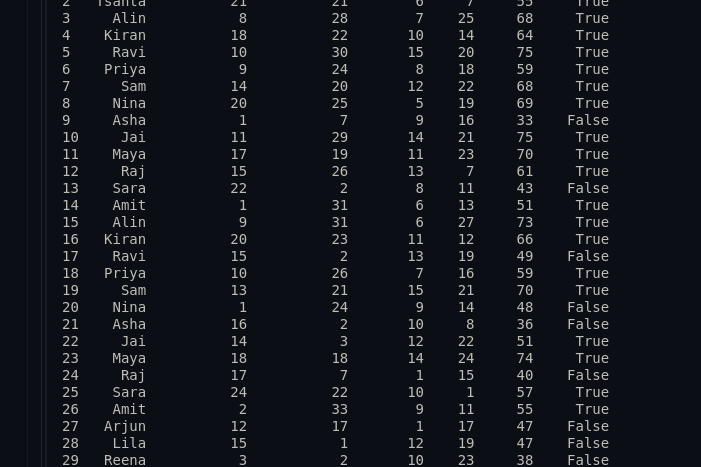 2 Ishita 21 21 6 7 55 True
3 Alin 8 28 7 25 68 True
4 Kiran 18 22 10 14 64 True
5 Ravi 10 30 15 20 75 True
6 Priya 9 24 8 18 59 True
7 Sam 14 20 12 22 68 True
8 Nina 20 25 5 19 69 True
9 Asha 1 7 9 16 33 False
10 Jai 11 29 14 21 75 True
11 Maya 17 19 11 23 70 True
12 Raj 15 26 13 7 61 True
13 Sara 22 2 8 11 43 False
14 Amit 1 31 6 13 51 True
15 Alin 9 31 6 27 73 True
16 Kiran 20 23 11 12 66 True
17 Ravi 15 2 13 19 49 False
18 Priya 10 26 7 16 59 True
19 Sam 13 21 15 21 70 True
20 Nina 1 24 9 14 48 False
21 Asha 16 2 10 8 36 False
22 Jai 14 3 12 22 51 True
23 Maya 18 18 14 24 74 True
24 Raj 17 7 1 15 40 False
25 Sara 24 22 10 1 57 True
26 Amit 2 33 9 11 55 True
27 Arjun 12 17 1 17 47 False
28 Lila 15 1 12 19 47 False
29 Reena 3 2 10 23 38 False